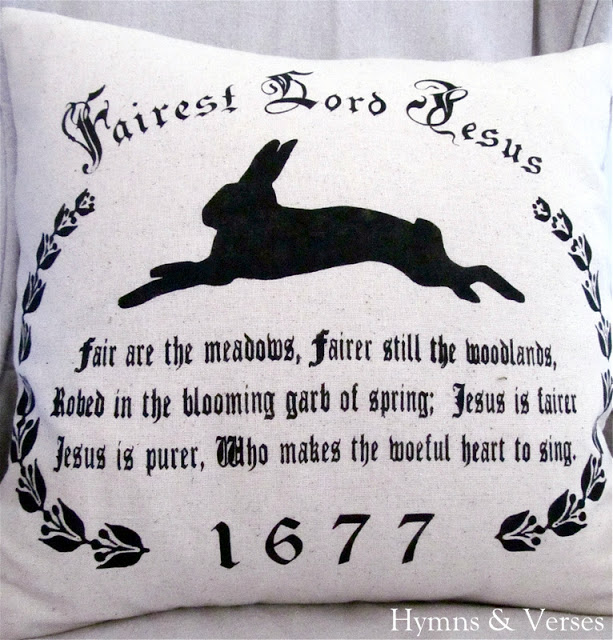 Fairest Lord Jesus
Fair are the meadows, Fairer still the woodlands,
Robed in the blooming garb of spring; Jesus is fairer
Jesus is purer, Who makes the woeful heart to sing.
1677
Hymns & Verses